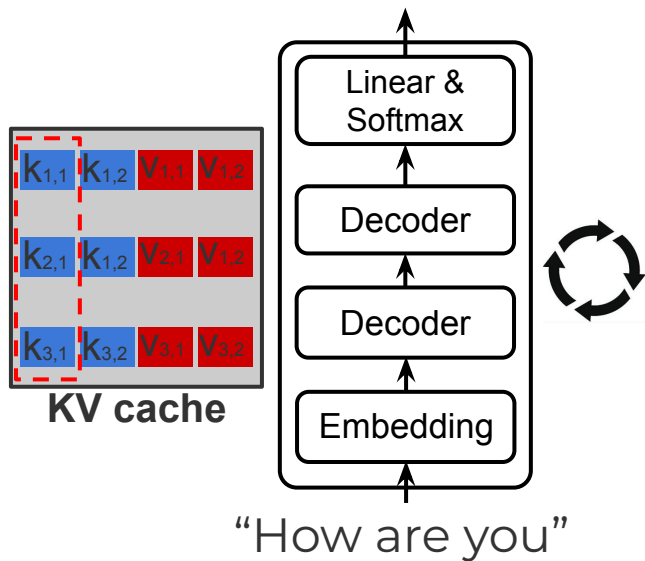 Linear &
Softmax
k1,1 k1,2 v1,1 v1,2
Decoder
k2,1 k1,2 v2,1 v1,2
Decoder
k3,1 k3,2 v3,1 v3,2
KV cache
Embedding
“How are you”